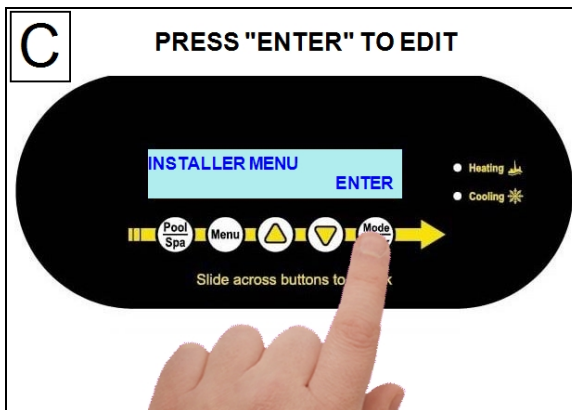 C
PRESS "ENTER" TO EDIT
INSTALLER MENU
ENTER
Heating
Cooling
Pool
Spa
Menu
Mode
Slide across buttons to